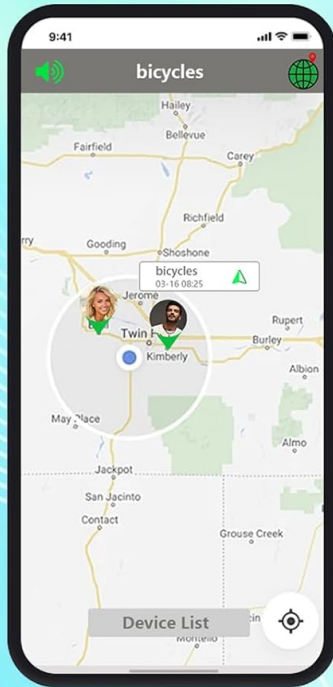 9:41
bicycles
Hailey
Bellevue
Fairfield
Carey
Richfield
Gooding
Shoshone
bicycles
03-16 08:25
Jerome
Twin
Rupert
Burley
Kimberly
Albion
May Place
Almo
Jackpot
San Jacinto
Contact
Grouse Creek
Device List
Montello